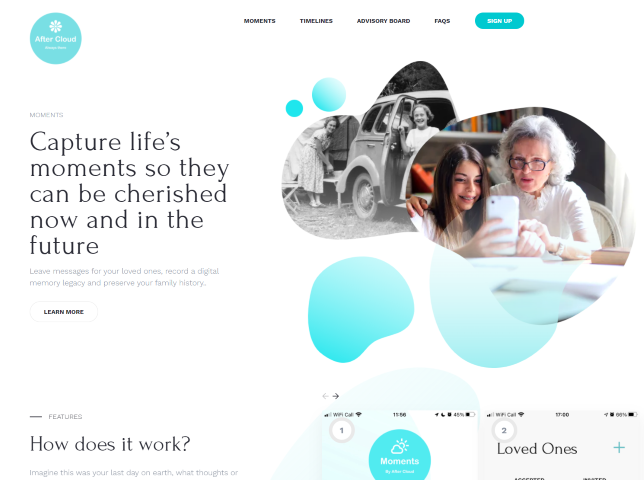 After Cloud
MOMENTS
TIMELINES
ADVISORY BOARD
FAQS
SIGN UP
MOMENTS
Capture life's
moments so they
can be cherished
now and in the
future
Leave messages for your loved ones, record a digital
memory legacy and preserve your family history.
LEARN MORE
FEATURES
How does it work?
Imagine this was your last day on earth, what thoughts or
WiFi Call 11:56 45%
1
Moments
By After Cloud
WiFi Call 17:00 66%
2
Loved Ones
ACCEPTED INVITED